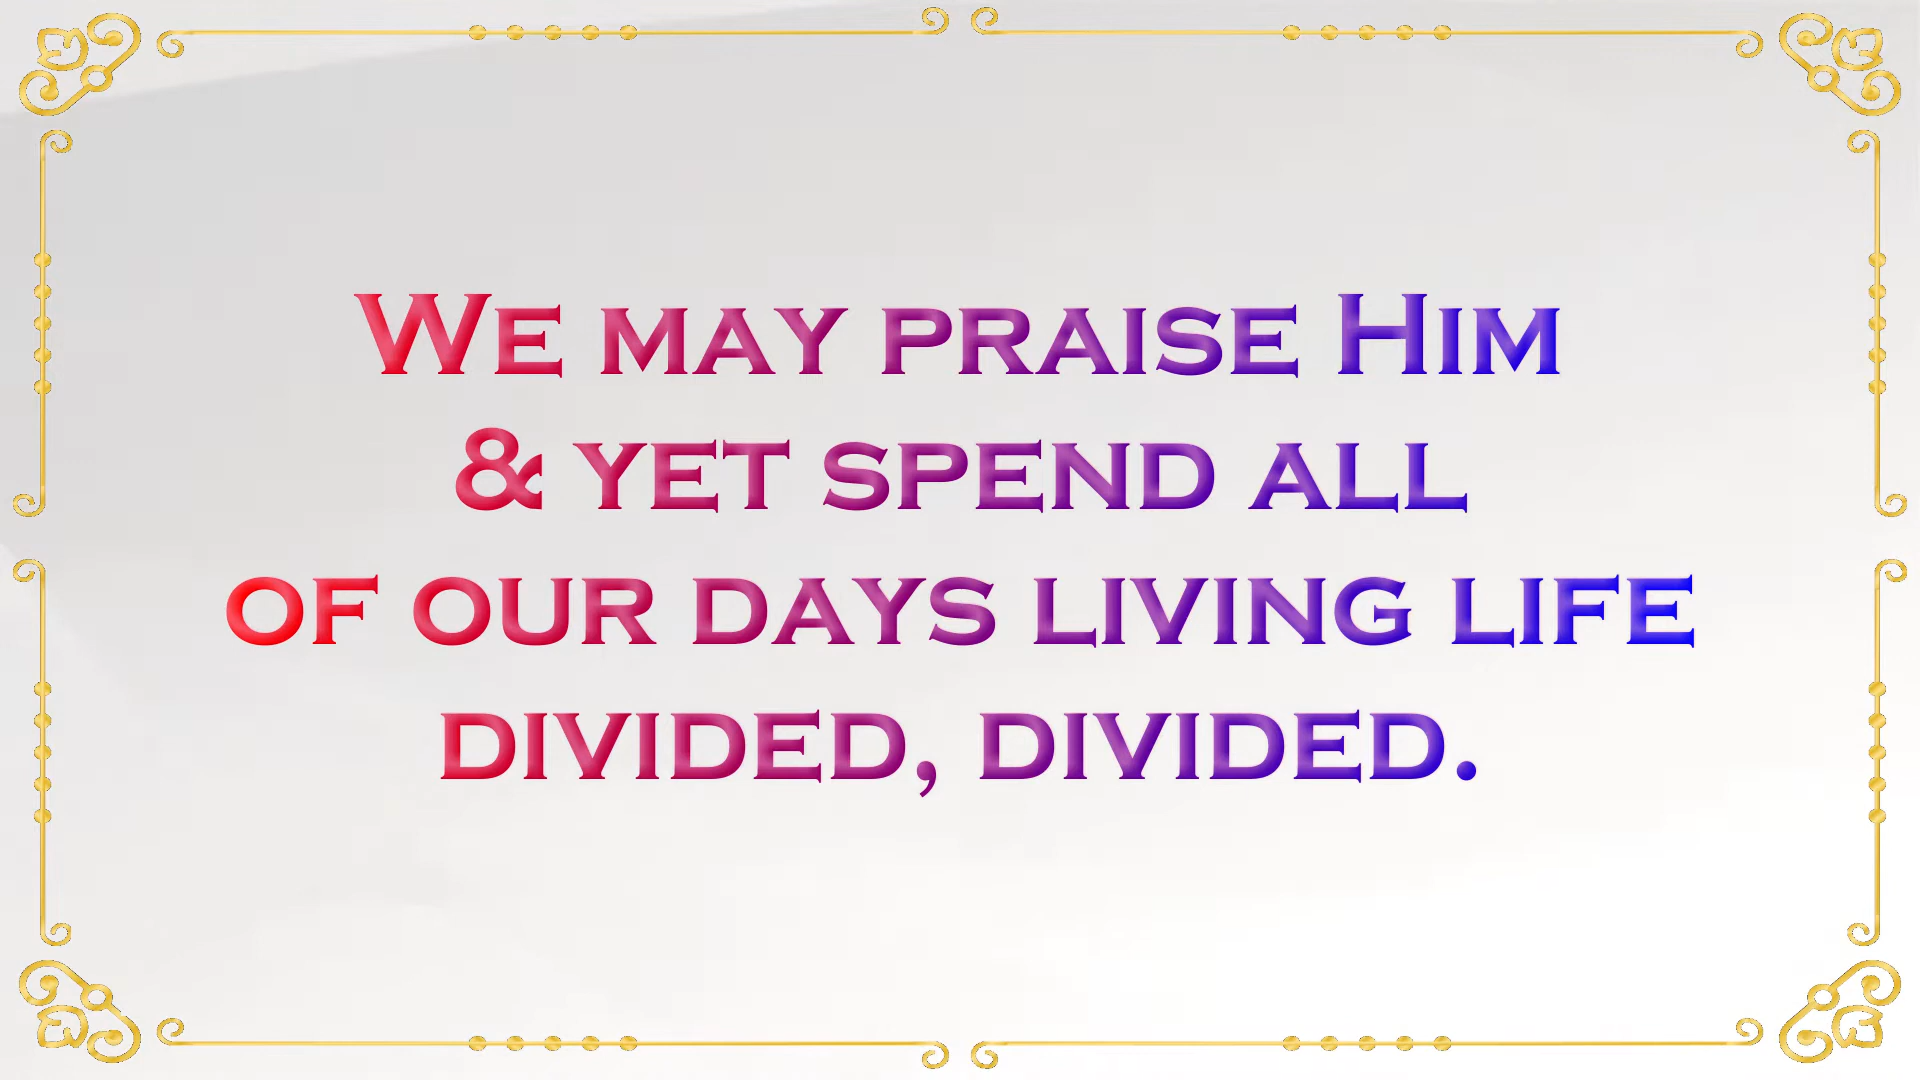 We may praise Him
& yet spend all
of our days living life
divided, divided.